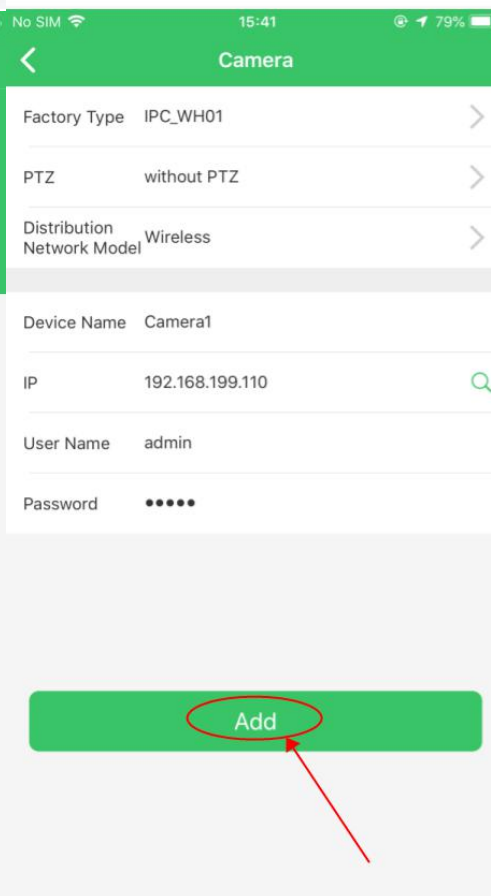 No SIM 15:41 79%
Camera
Factory Type IPC_WH01
PTZ without PTZ
Distribution
Network Model Wireless
Device Name Camera1
IP 192.168.199.110
User Name admin
Password •••••
Add